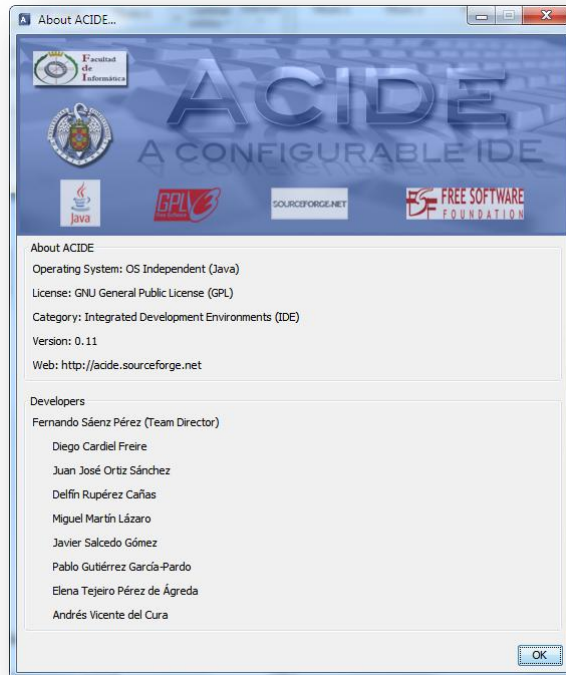 About ACIDE...
Facultad
de
Informática
ACIDE
A CONFIGURABLE IDE
Java
GPLV3
Free Software
SOURCEFORGE.NET
FSF FREE SOFTWARE
FOUNDATION
About ACIDE
Operating System: OS Independent (Java)
License: GNU General Public License (GPL)
Category: Integrated Development Environments (IDE)
Version: 0.11
Web: http://acide.sourceforge.net
Developers
Fernando Sáenz Pérez (Team Director)
Diego Cardiel Freire
Juan José Ortiz Sánchez
Delfín Rupérez Cañas
Miguel Martín Lázaro
Javier Salcedo Gómez
Pablo Gutiérrez García-Pardo
Elena Tejeiro Pérez de Ágreda
Andrés Vicente del Cura
OK